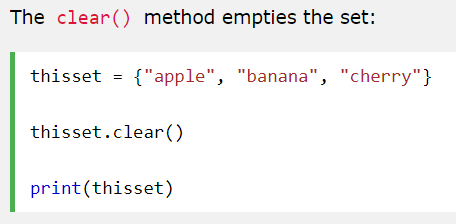 The clear() method empties the set:
thisset = {"apple", "banana", "cherry"}
thisset.clear()
print(thisset)